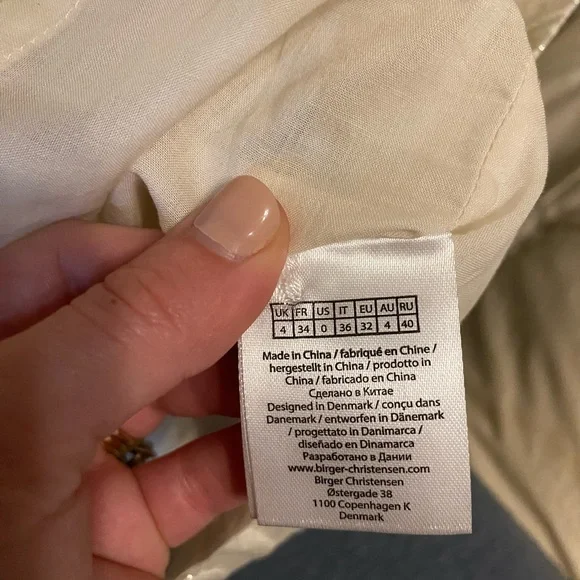 UK FR US IT EU AU RU
4 34 0 36 32 4 40
Made in China / fabriqué en Chine /
hergestellt in China / prodotto in
China / fabricado en China
Сделано в Китае
Designed in Denmark / conçu dans
Danemark / entworfen in Dänemark
/ progettato in Danimarca /
diseñado en Dinamarca
Разработано в Дании
www.birger-christensen.com
Birger Christensen
Østergade 38
1100 Copenhagen K
Denmark